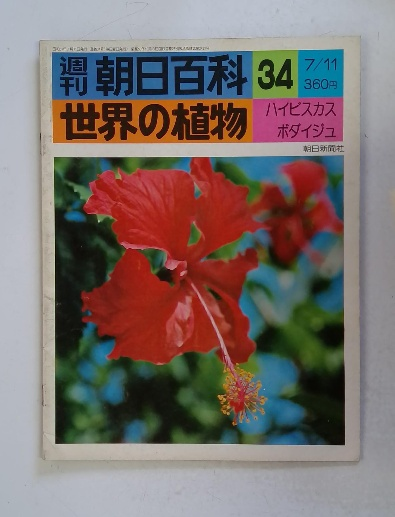 週刊 朝日百科 34 7/11 360円
世界の植物 ハイビスカス ボダイジュ
朝日新聞社